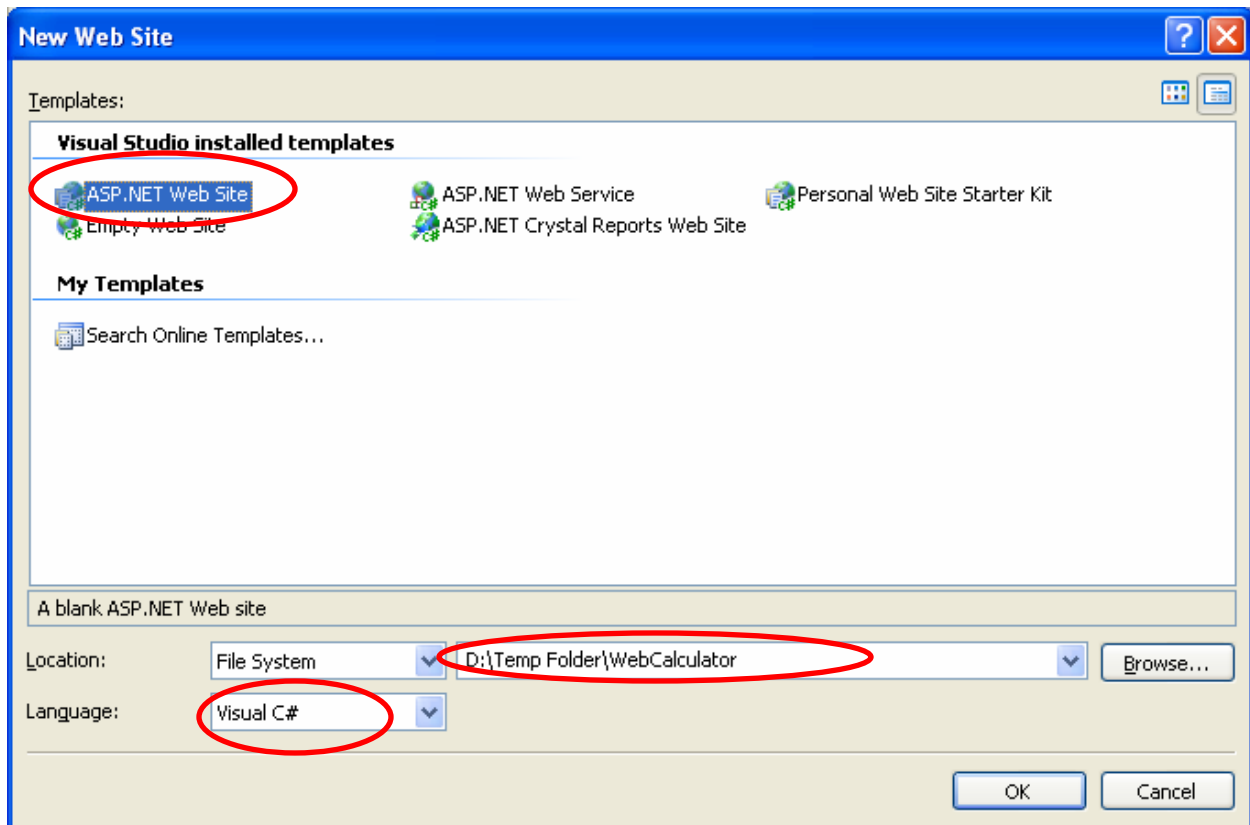 New Web Site
Templates:
Visual Studio installed templates
ASP.NET Web Site
ASP.NET Web Service
Personal Web Site Starter Kit
Empty Web Site
ASP.NET Crystal Reports Web Site
My Templates
Search Online Templates...
A blank ASP.NET Web site
Location:
File System
D:\Temp Folder\WebCalculator
Browse...
Language:
Visual C#
OK
Cancel